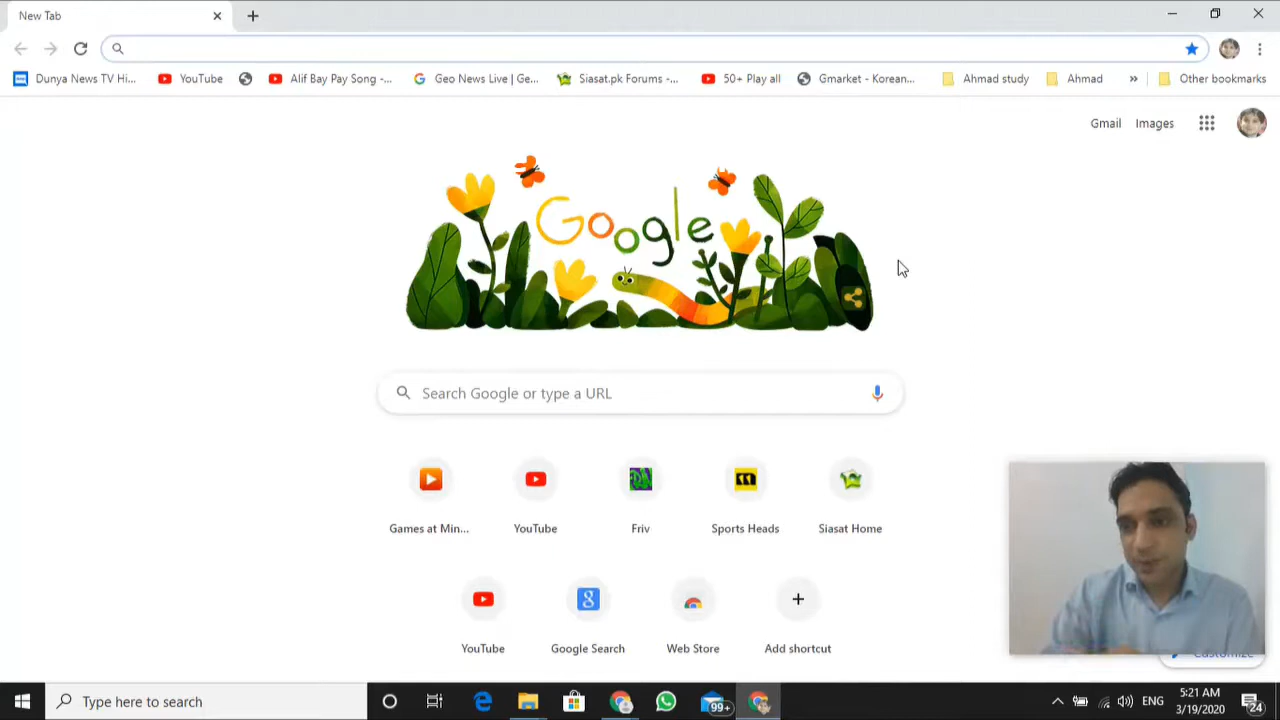 New Tab
Dunya News TV Hi...
YouTube
Alif Bay Pay Song -...
Geo News Live | Ge...
Siasat.pk Forums -...
50+ Play all
Gmarket - Korean...
Ahmad study
Ahmad
»
Other bookmarks
Gmail
Images
Google
Search Google or type a URL
Games at Min...
YouTube
Friv
Sports Heads
Siasat Home
YouTube
Google Search
Web Store
Add shortcut
Customize
Type here to search
99+
ENG
5:21 AM
3/19/2020
24